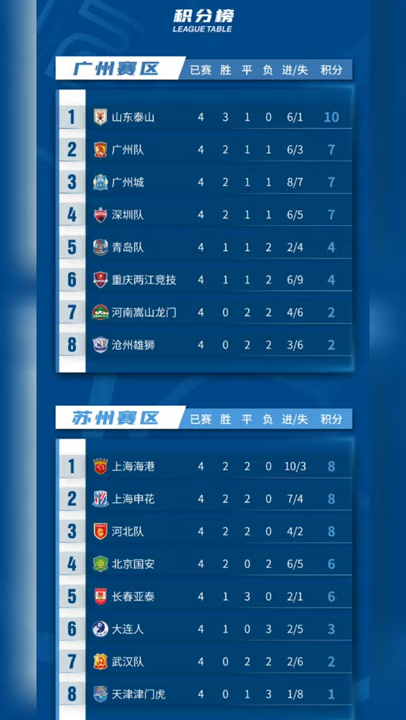 积分榜
LEAGUE TABLE
广州赛区 已赛 胜 平 负 进/失 积分
1 山东泰山 4 3 1 0 6/1 10
2 广州队 4 2 1 1 6/3 7
3 广州城 4 2 1 1 8/7 7
4 深圳队 4 2 1 1 6/5 7
5 青岛队 4 1 1 2 2/4 4
6 重庆两江竞技 4 1 1 2 6/9 4
7 河南嵩山龙门 4 0 2 2 4/6 2
8 沧州雄狮 4 0 2 2 3/6 2
苏州赛区 已赛 胜 平 负 进/失 积分
1 上海海港 4 2 2 0 10/3 8
2 上海申花 4 2 2 0 7/4 8
3 河北队 4 2 2 0 4/2 8
4 北京国安 4 2 0 2 6/5 6
5 长春亚泰 4 1 3 0 2/1 6
6 大连人 4 1 0 3 2/5 3
7 武汉队 4 0 2 2 2/6 2
8 天津津门虎 4 0 1 3 1/8 1